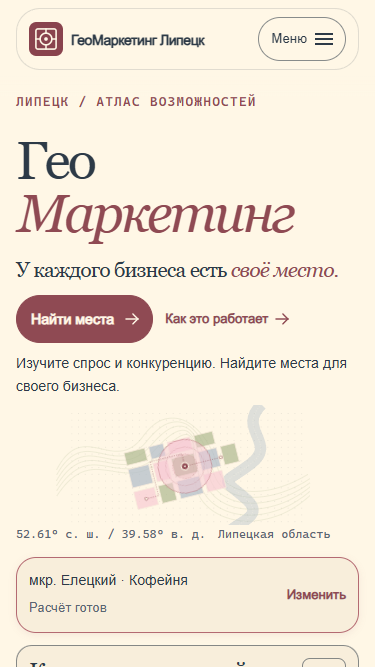 ГеоМаркетинг Липецк
Меню
ЛИПЕЦК / АТЛАС ВОЗМОЖНОСТЕЙ
Гео
Маркетинг
У каждого бизнеса есть своё место.
Найти места →
Как это работает →
Изучите спрос и конкуренцию. Найдите места для
своего бизнеса.
52.61° с. ш. / 39.58° в. д. Липецкая область
мкр. Елецкий · Кофейня
Изменить
Расчёт готов